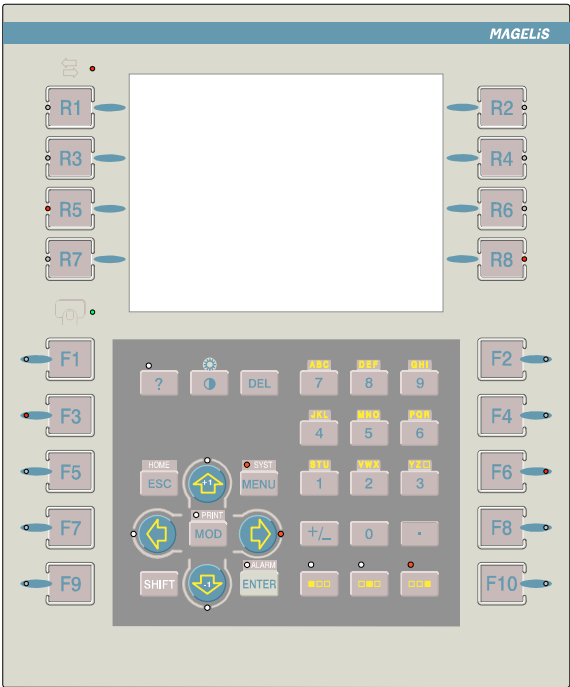 MAGELiS
R1 R2
R3 R4
R5 R6
R7 R8
F1 F2
ABC DEF GHI
? DEL 7 8 9
F3 F4
JKL MNO PQR
4 5 6
HOME SYST STU VWX YZ
F5 ESC +1 MENU 1 2 3 F6
PRINT
F7 MOD +/_ 0 . F8
ALARM
F9 SHIFT -1 ENTER F10